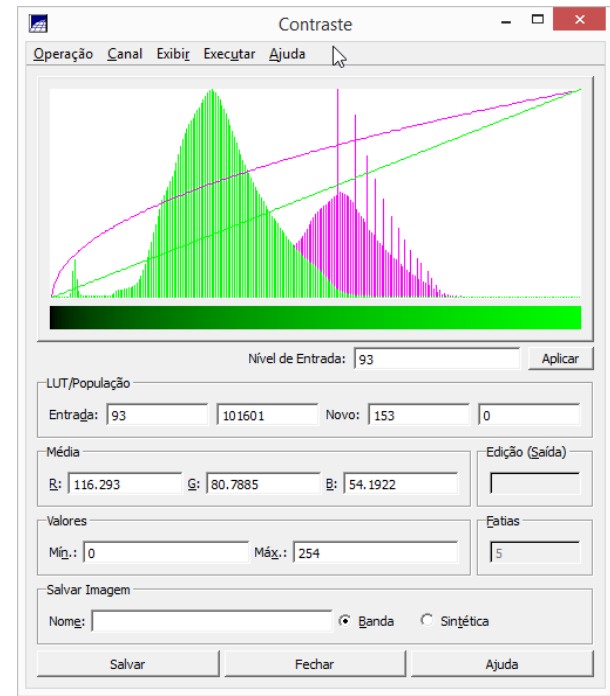 Contraste
Operação Canal Exibir Executar Ajuda
Nível de Entrada: 93 Aplicar
LUT/População
Entrada: 93 101601 Novo: 153 0
Média Edição (Saída)
R: 116.293 G: 80.7885 B: 54.1922
Valores Fatias
Mín.: 0 Máx.: 254 5
Salvar Imagem
Nome: Banda Sintética
Salvar Fechar Ajuda